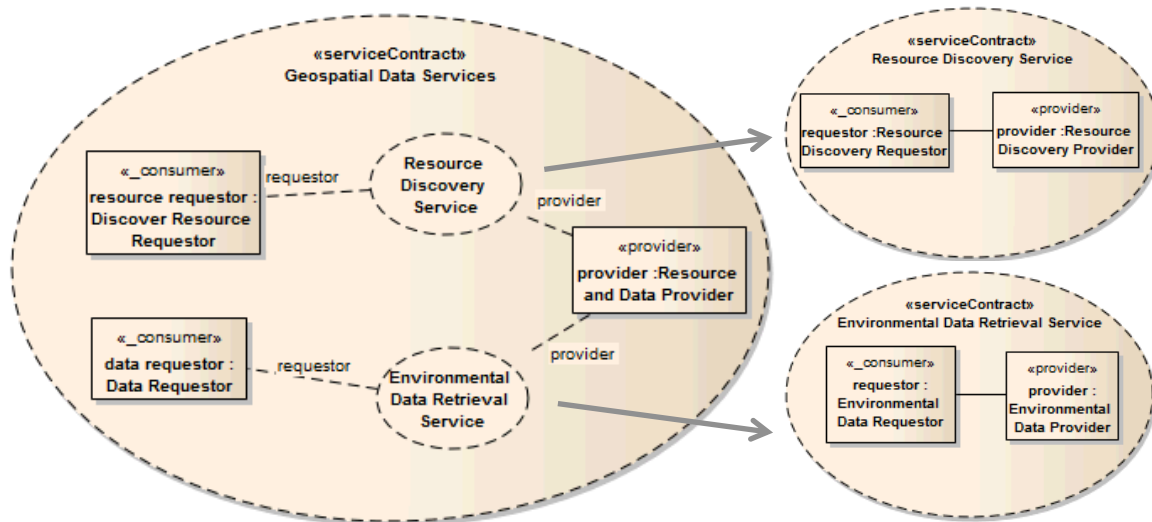 «serviceContract»
Geospatial Data Services
«_consumer»
resource requestor :
Discover Resource
Requestor
requestor
Resource
Discovery
Service
provider
«provider»
provider :Resource
and Data Provider
«_consumer»
data requestor :
Data Requestor
requestor
Environmental
Data Retrieval
Service
provider
«serviceContract»
Resource Discovery Service
«_consumer»
requestor :Resource
Discovery Requestor
«provider»
provider :Resource
Discovery Provider
«serviceContract»
Environmental Data Retrieval Service
«_consumer»
requestor :
Environmental
Data Requestor
«provider»
provider :
Environmental
Data Provider